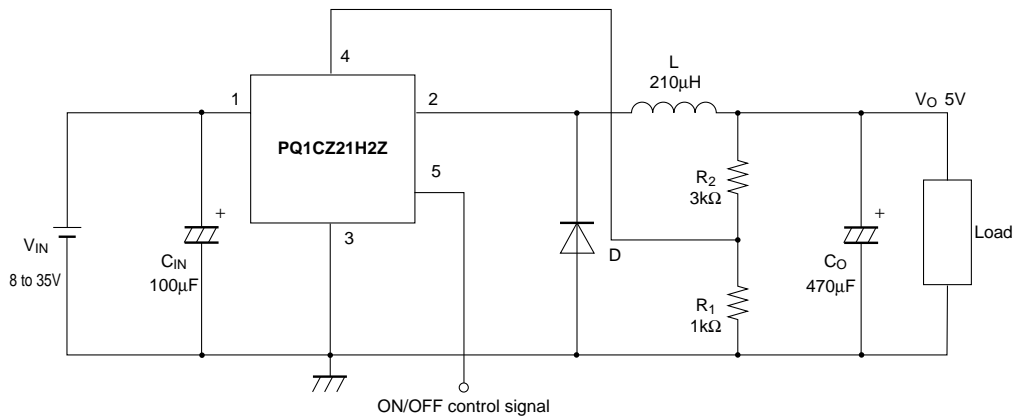 4
L
210μH
1
2
VO 5V
PQ1CZ21H2Z
5
R2
3kΩ
+
+
3
VIN
8 to 35V
CIN
100μF
D
CO
470μF
Load
R1
1kΩ
ON/OFF control signal